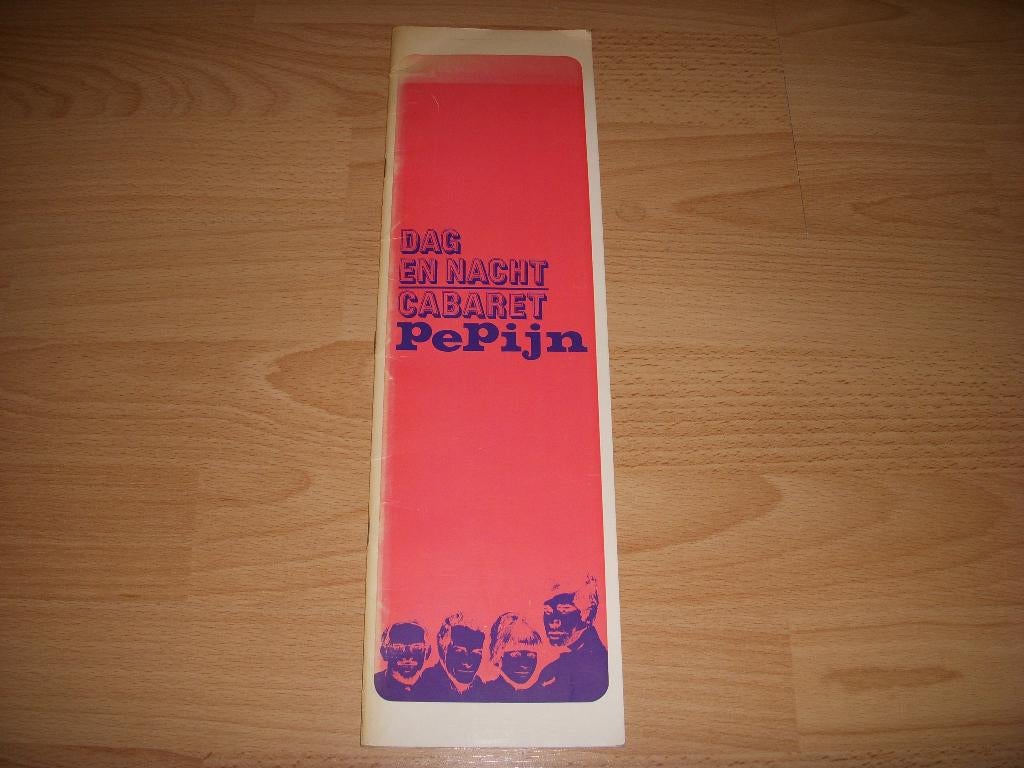 DAG
EN NACHT
CABARET
PePijn